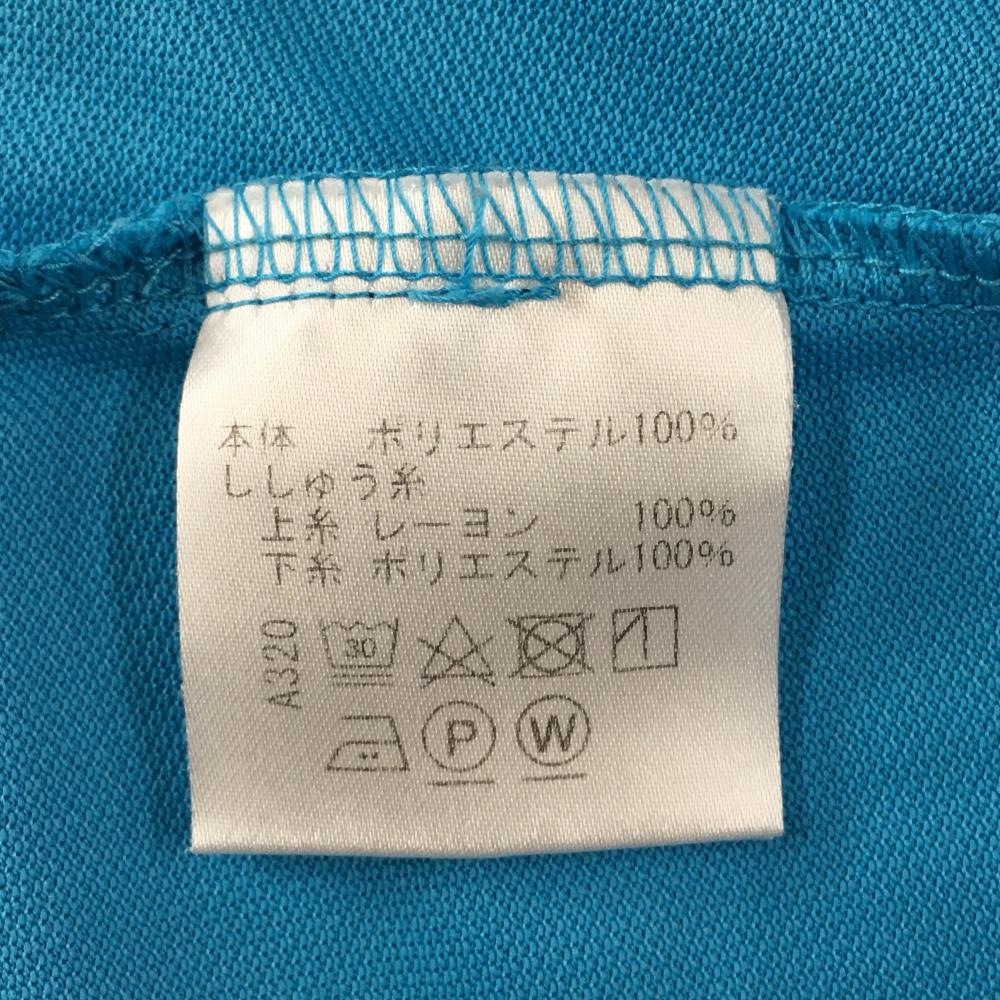 本体 ポリエステル100%
ししゅう糸
上糸 レーヨン 100%
下糸 ポリエステル100%
A320
30
P W